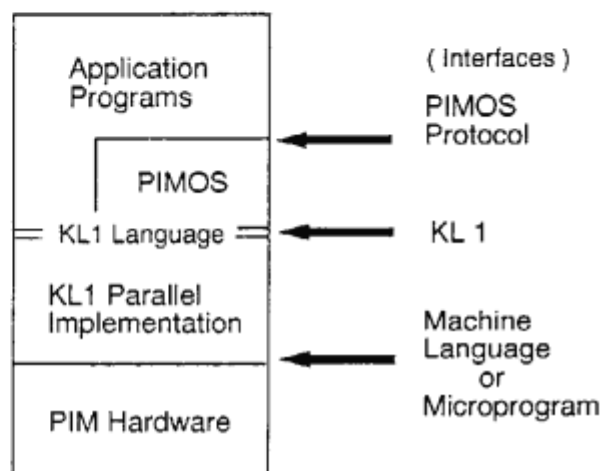 Application
Programs
PIMOS
KL1 Language
KL1 Parallel
Implementation
PIM Hardware
( Interfaces )
PIMOS
Protocol
KL 1
Machine
Language
or
Microprogram